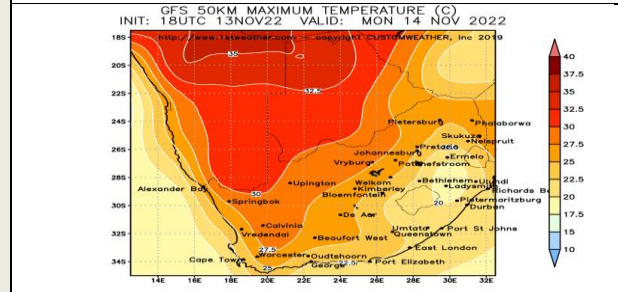 GFS 50KM MAXIMUM TEMPERATURE (C)
INIT: 18UTC 13NOV22 VALID: MON 14 NOV 2022
http://www.1stweather.com -- copyright CUSTOMWEATHER, Inc 2019
18S
20S
22S
24S
26S
28S
30S
32S
34S
14E 16E 18E 20E 22E 24E 26E 28E 30E 32E
35
32.5
Pietersburg
Phalaborwa
Skukuza
Nelspruit
Pretoria
Johannesburg
Ermelo
Vryburg
Potchefstroom
Alexander Bay
Upington
Welkom
Kimberley
Bloemfontein
Bethlehem
Ulundi
Ladysmith
Richards B
30
Springbok
20
Pietermaritzburg
Durban
De Aar
Calvinia
Vredendal
Umtata
Port St Johns
Queenstown
Beaufort West
27.5
East London
Cape Town
Worcester
Oudtshoorn
22.5
Port Elizabeth
25
George
40
37.5
35
32.5
30
27.5
25
22.5
20
17.5
15
10